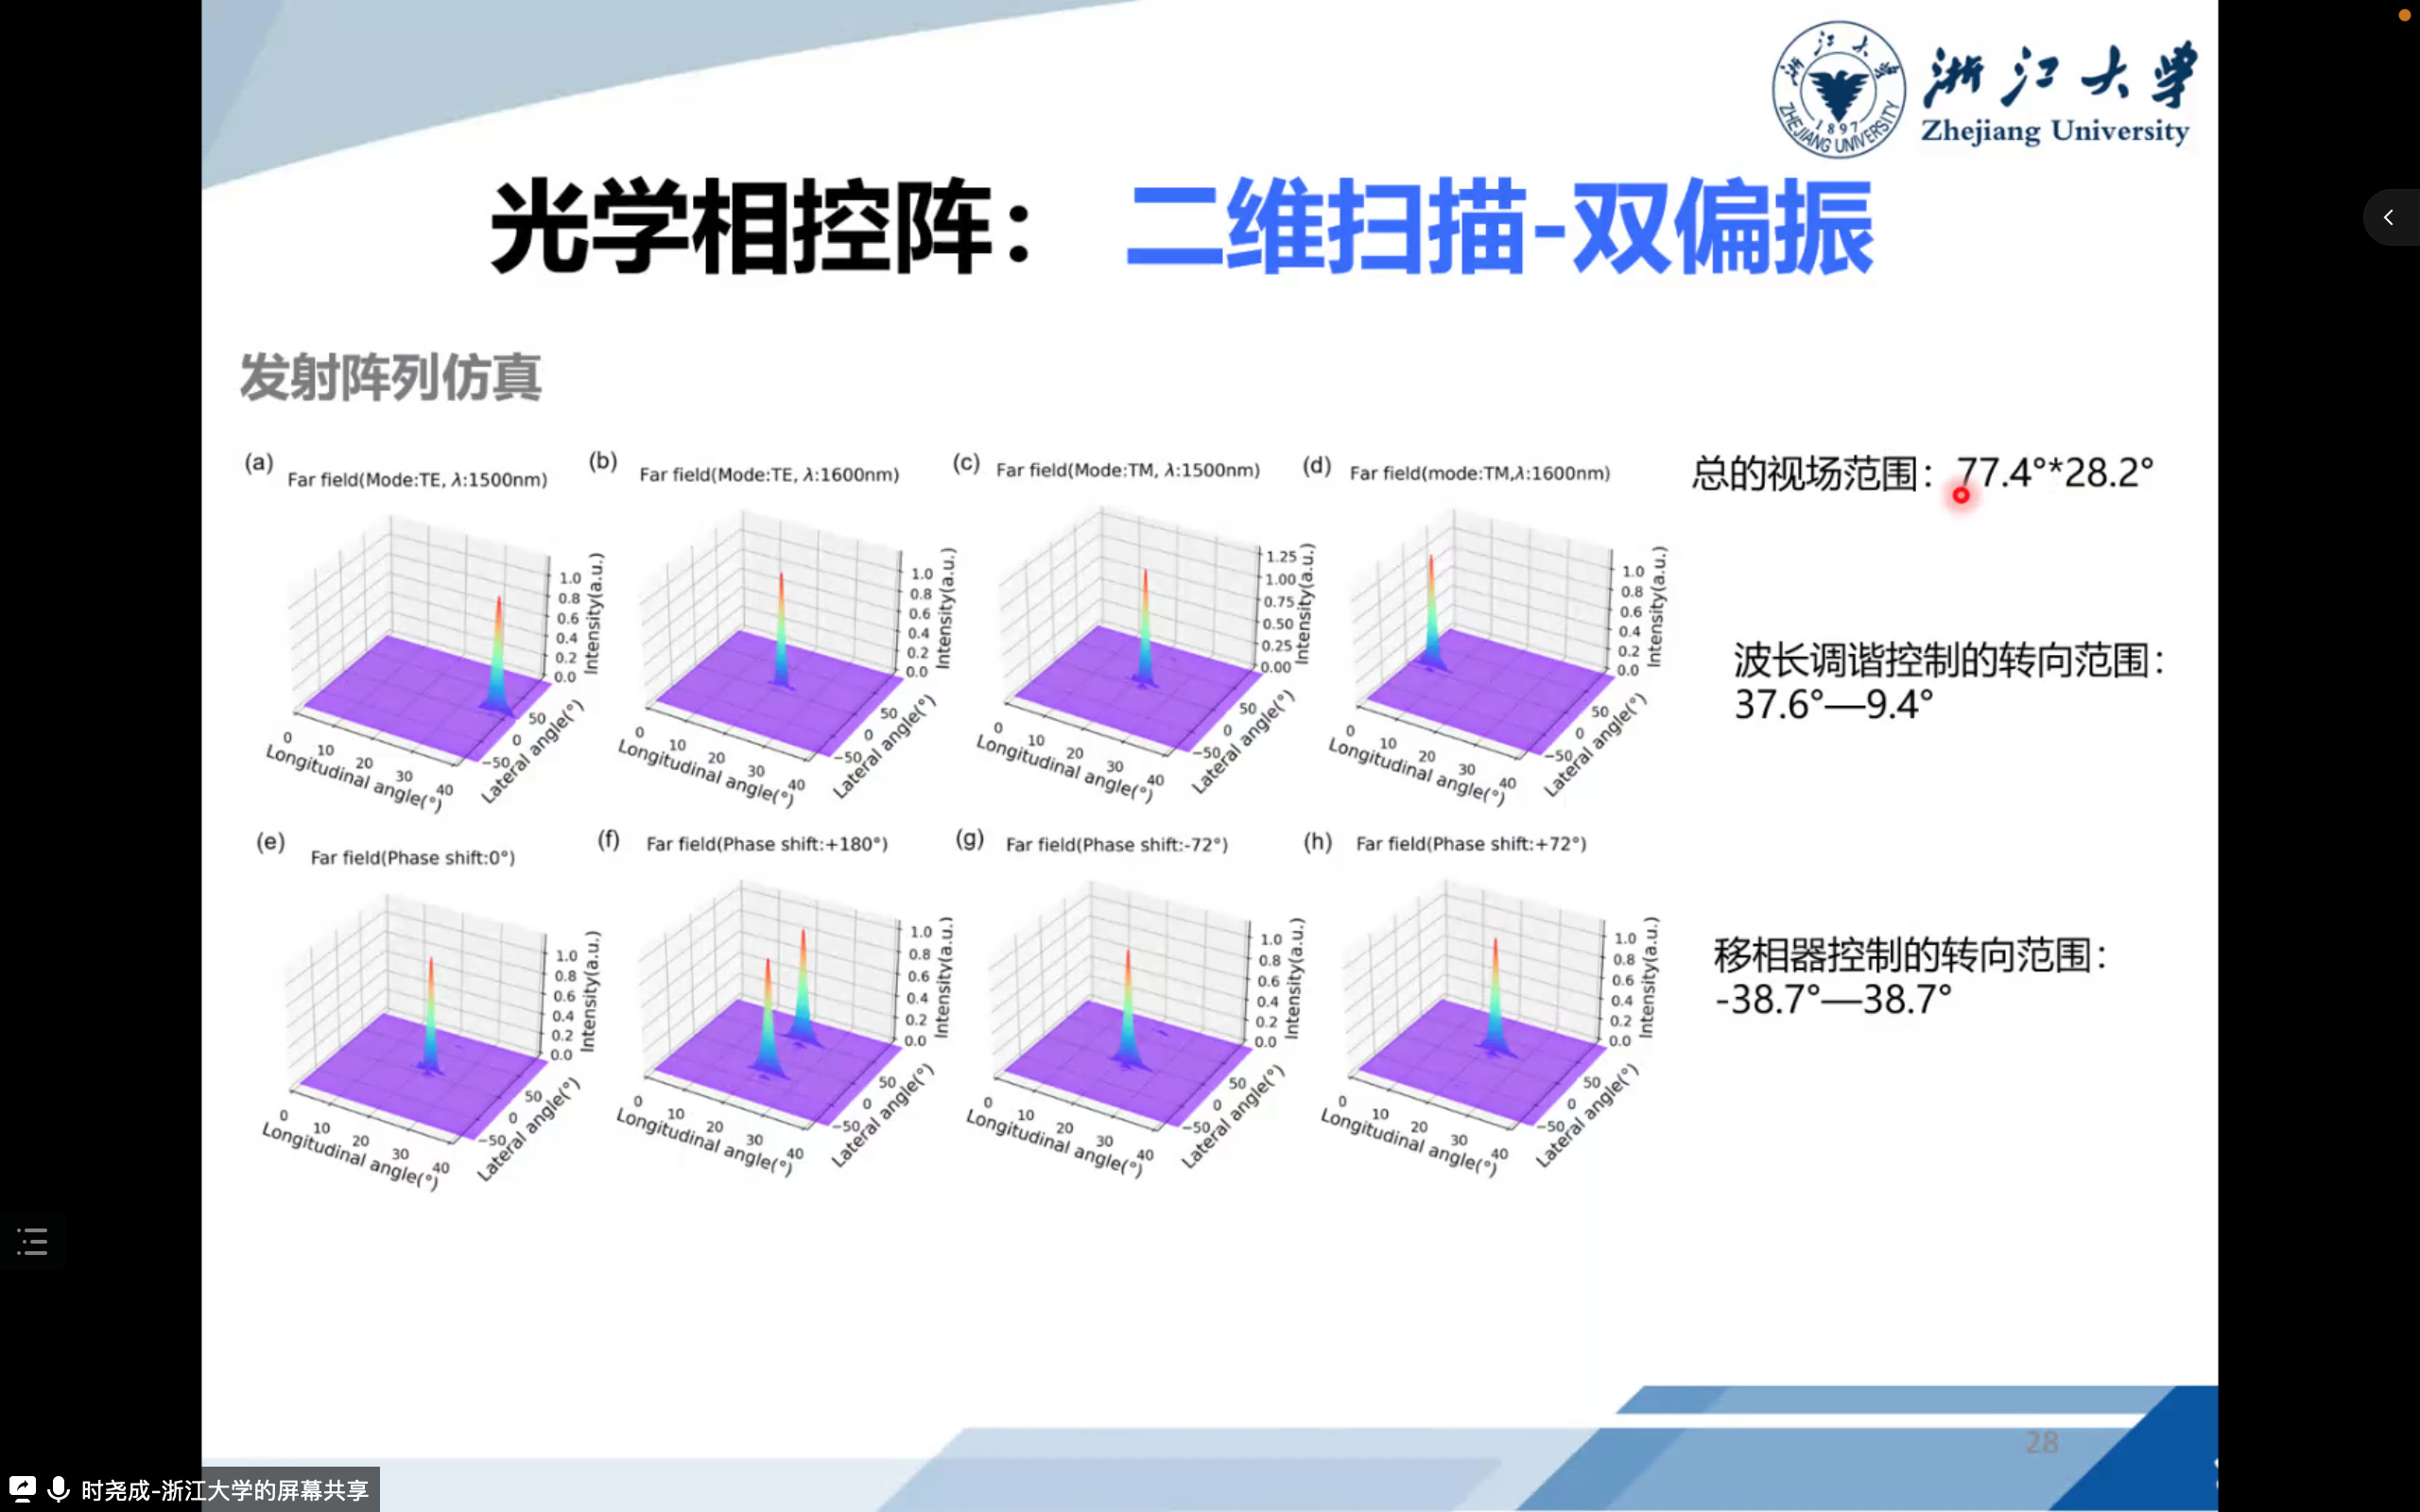 浙江大学
ZHEJIANG UNIVERSITY
1897
浙江大学
Zhejiang University
光学相控阵： 二维扫描-双偏振
发射阵列仿真
(a) Far field(Mode:TE, λ:1500nm)
1.0
0.8
0.6
0.4
0.2
0.0
Intensity(a.u.)
50
0
−50
Lateral angle(°)
0
10
20
30
40
Longitudinal angle(°)
(b) Far field(Mode:TE, λ:1600nm)
1.0
0.8
0.6
0.4
0.2
0.0
Intensity(a.u.)
50
0
−50
Lateral angle(°)
0
10
20
30
40
Longitudinal angle(°)
(c) Far field(Mode:TM, λ:1500nm)
1.25
1.00
0.75
0.50
0.25
0.00
Intensity(a.u.)
50
0
−50
Lateral angle(°)
0
10
20
30
40
Longitudinal angle(°)
(d) Far field(mode:TM,λ:1600nm)
1.0
0.8
0.6
0.4
0.2
0.0
Intensity(a.u.)
50
0
−50
Lateral angle(°)
0
10
20
30
40
Longitudinal angle(°)
总的视场范围：77.4°*28.2°
波长调谐控制的转向范围：
37.6°—9.4°
(e) Far field(Phase shift:0°)
1.0
0.8
0.6
0.4
0.2
0.0
Intensity(a.u.)
50
0
−50
Lateral angle(°)
0
10
20
30
40
Longitudinal angle(°)
(f) Far field(Phase shift:+180°)
1.0
0.8
0.6
0.4
0.2
0.0
Intensity(a.u.)
50
0
−50
Lateral angle(°)
0
10
20
30
40
Longitudinal angle(°)
(g) Far field(Phase shift:-72°)
1.0
0.8
0.6
0.4
0.2
0.0
Intensity(a.u.)
50
0
−50
Lateral angle(°)
0
10
20
30
40
Longitudinal angle(°)
(h) Far field(Phase shift:+72°)
1.0
0.8
0.6
0.4
0.2
0.0
Intensity(a.u.)
50
0
−50
Lateral angle(°)
0
10
20
30
40
Longitudinal angle(°)
移相器控制的转向范围：
-38.7°—38.7°
28
时尧成-浙江大学的屏幕共享